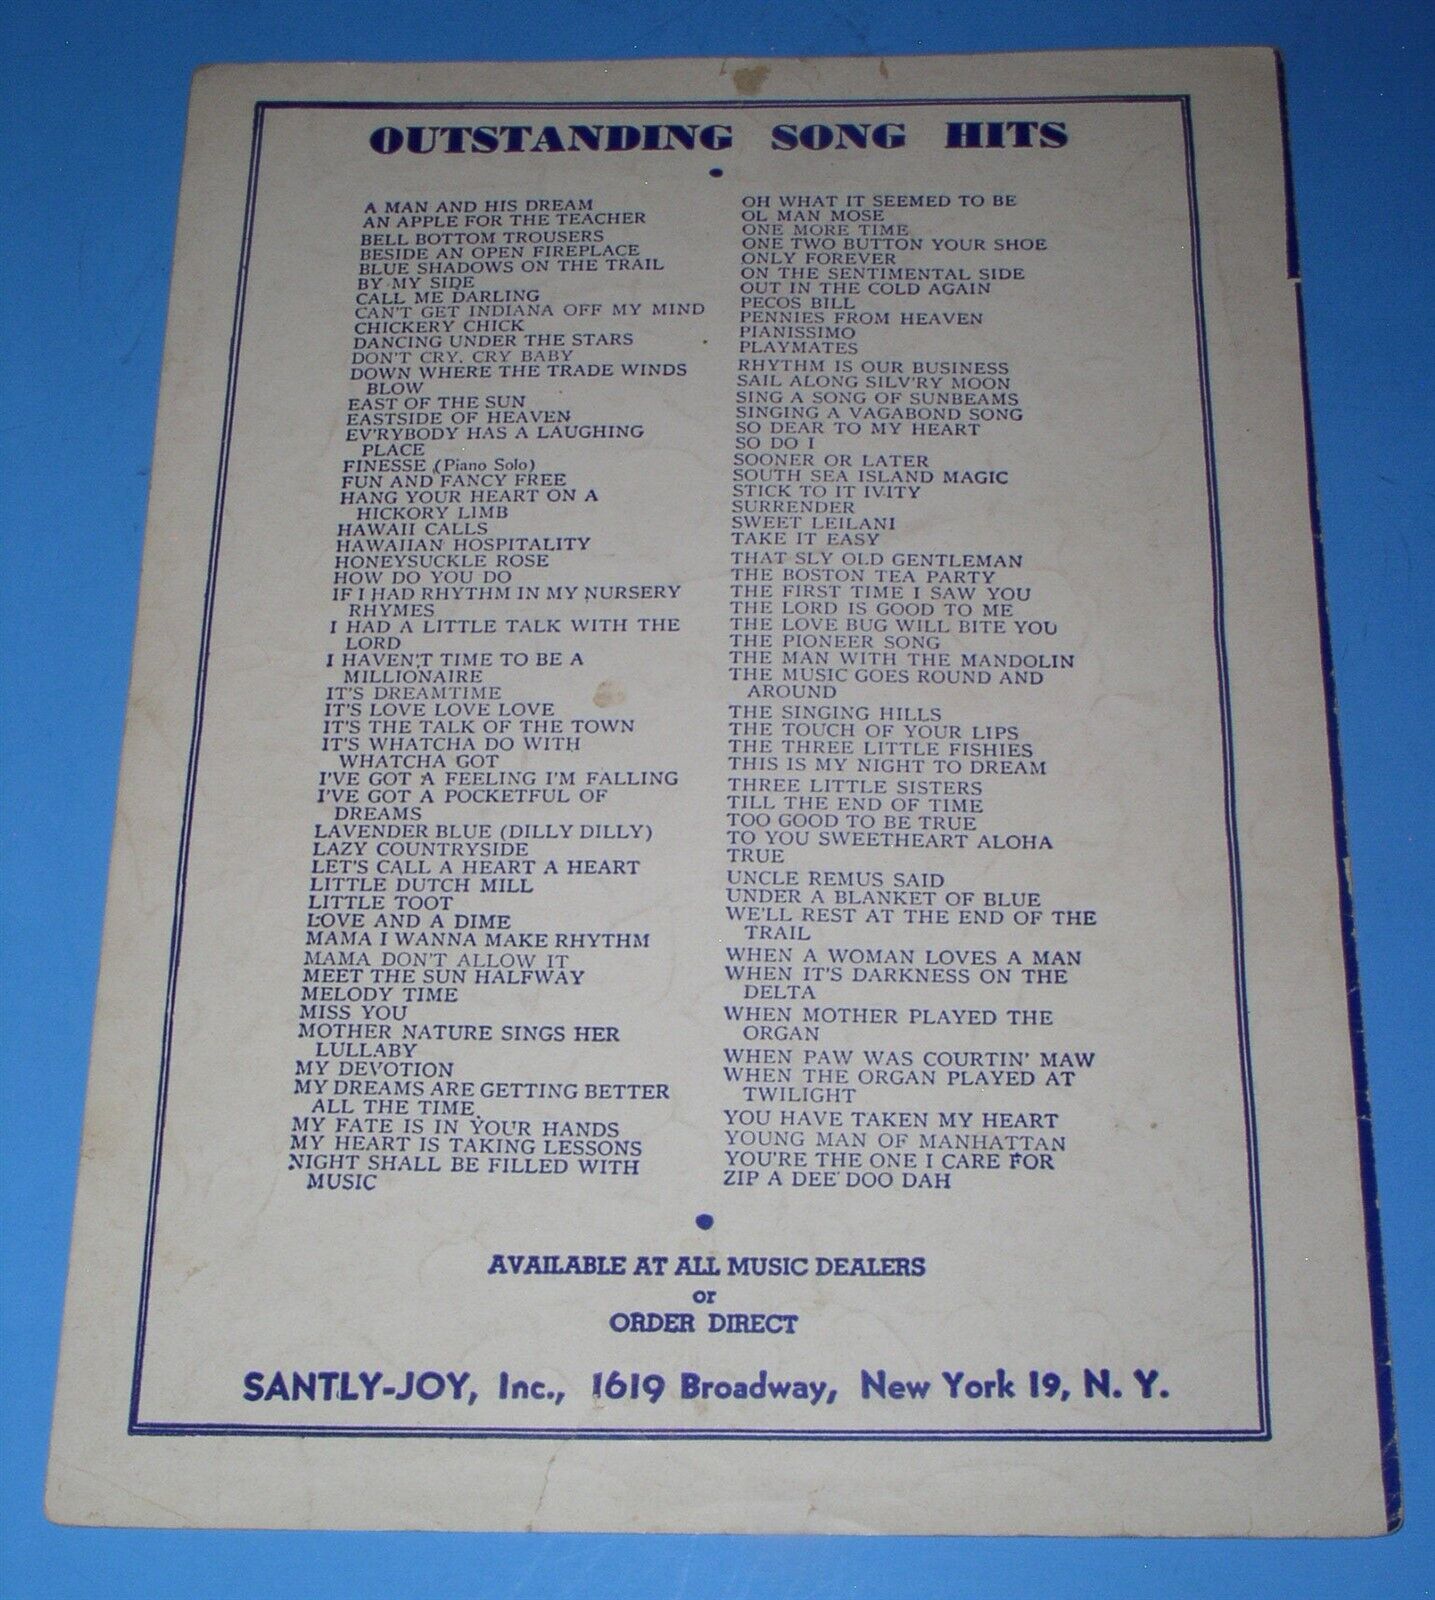 OUTSTANDING SONG HITS
A MAN AND HIS DREAM
AN APPLE FOR THE TEACHER
BELL BOTTOM TROUSERS
BESIDE AN OPEN FIREPLACE
BLUE SHADOWS ON THE TRAIL
BY MY SIDE
CALL ME DARLING
CAN'T GET INDIANA OFF MY MIND
CHICKERY CHICK
DANCING UNDER THE STARS
DON'T CRY, CRY BABY
DOWN WHERE THE TRADE WINDS
BLOW
EAST OF THE SUN
EASTSIDE OF HEAVEN
EV'RYBODY HAS A LAUGHING
PLACE
FINESSE (Piano Solo)
FUN AND FANCY FREE
HANG YOUR HEART ON A
HICKORY LIMB
HAWAII CALLS
HAWAIIAN HOSPITALITY
HONEYSUCKLE ROSE
HOW DO YOU DO
IF I HAD RHYTHM IN MY NURSERY
RHYMES
I HAD A LITTLE TALK WITH THE
LORD
I HAVEN'T TIME TO BE A
MILLIONAIRE
IT'S DREAMTIME
IT'S LOVE LOVE LOVE
IT'S THE TALK OF THE TOWN
IT'S WHATCHA DO WITH
WHATCHA GOT
I'VE GOT A FEELING I'M FALLING
I'VE GOT A POCKETFUL OF
DREAMS
LAVENDER BLUE (DILLY DILLY)
LAZY COUNTRYSIDE
LET'S CALL A HEART A HEART
LITTLE DUTCH MILL
LITTLE TOOT
LOVE AND A DIME
MAMA I WANNA MAKE RHYTHM
MAMA DON'T ALLOW IT
MEET THE SUN HALFWAY
MELODY TIME
MISS YOU
MOTHER NATURE SINGS HER
LULLABY
MY DEVOTION
MY DREAMS ARE GETTING BETTER
ALL THE TIME
MY FATE IS IN YOUR HANDS
MY HEART IS TAKING LESSONS
NIGHT SHALL BE FILLED WITH
MUSIC
OH WHAT IT SEEMED TO BE
OL MAN MOSE
ONE MORE TIME
ONE TWO BUTTON YOUR SHOE
ONLY FOREVER
ON THE SENTIMENTAL SIDE
OUT IN THE COLD AGAIN
PECOS BILL
PENNIES FROM HEAVEN
PIANISSIMO
PLAYMATES
RHYTHM IS OUR BUSINESS
SAIL ALONG SILV'RY MOON
SING A SONG OF SUNBEAMS
SINGING A VAGABOND SONG
SO DEAR TO MY HEART
SO DO I
SOONER OR LATER
SOUTH SEA ISLAND MAGIC
STICK TO IT IVITY
SURRENDER
SWEET LEILANI
TAKE IT EASY
THAT SLY OLD GENTLEMAN
THE BOSTON TEA PARTY
THE FIRST TIME I SAW YOU
THE LORD IS GOOD TO ME
THE LOVE BUG WILL BITE YOU
THE PIONEER SONG
THE MAN WITH THE MANDOLIN
THE MUSIC GOES ROUND AND
AROUND
THE SINGING HILLS
THE TOUCH OF YOUR LIPS
THE THREE LITTLE FISHIES
THIS IS MY NIGHT TO DREAM
THREE LITTLE SISTERS
TILL THE END OF TIME
TOO GOOD TO BE TRUE
TO YOU SWEETHEART ALOHA
TRUE
UNCLE REMUS SAID
UNDER A BLANKET OF BLUE
WE'LL REST AT THE END OF THE
TRAIL
WHEN A WOMAN LOVES A MAN
WHEN IT'S DARKNESS ON THE
DELTA
WHEN MOTHER PLAYED THE
ORGAN
WHEN PAW WAS COURTIN' MAW
WHEN THE ORGAN PLAYED AT
TWILIGHT
YOU HAVE TAKEN MY HEART
YOUNG MAN OF MANHATTAN
YOU'RE THE ONE I CARE FOR
ZIP A DEE DOO DAH
AVAILABLE AT ALL MUSIC DEALERS
or
ORDER DIRECT
SANTLY-JOY, Inc., 1619 Broadway, New York 19, N. Y.